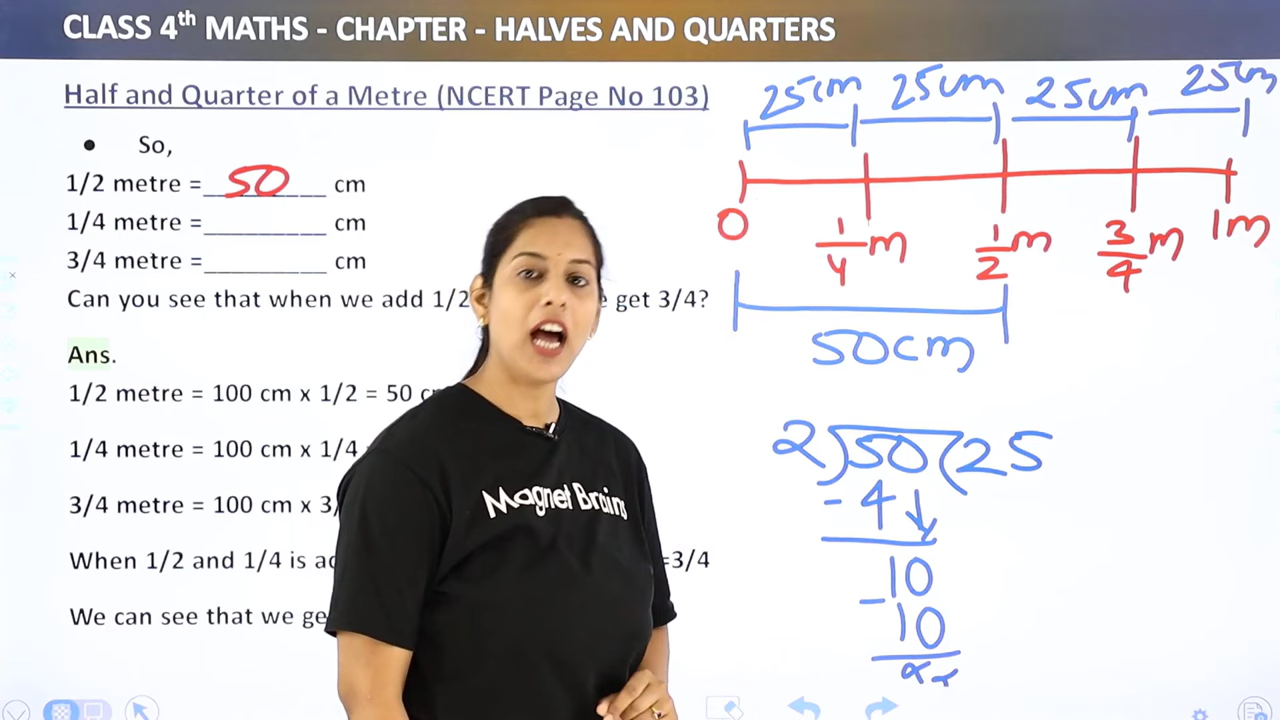 CLASS 4th MATHS - CHAPTER - HALVES AND QUARTERS
Half and Quarter of a Metre (NCERT Page No 103)
• So,
1/2 metre = 50 cm
1/4 metre =________ cm
3/4 metre =________ cm
Can you see that when we add 1/2 get 3/4?
Ans.
1/2 metre = 100 cm x 1/2 = 50
1/4 metre = 100 cm x 1/4
3/4 metre = 100 cm x 3/
When 1/2 and 1/4 is =3/4
We can see that we
25cm 25cm 25cm 25cm
0 1/4 m 1/2 m 3/4 m 1m
50cm
2)50(25
-4
10
-10
Magnet Brains